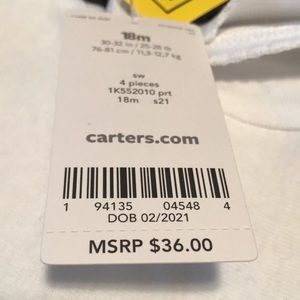 18m
30-32 in / 25-28 lb
76-81 cm / 11,3-12,7 kg
sw
4 pieces
1K552010 prt
18m s21
carters.com
1 94135 04548 4
DOB 02/2021
MSRP $36.00